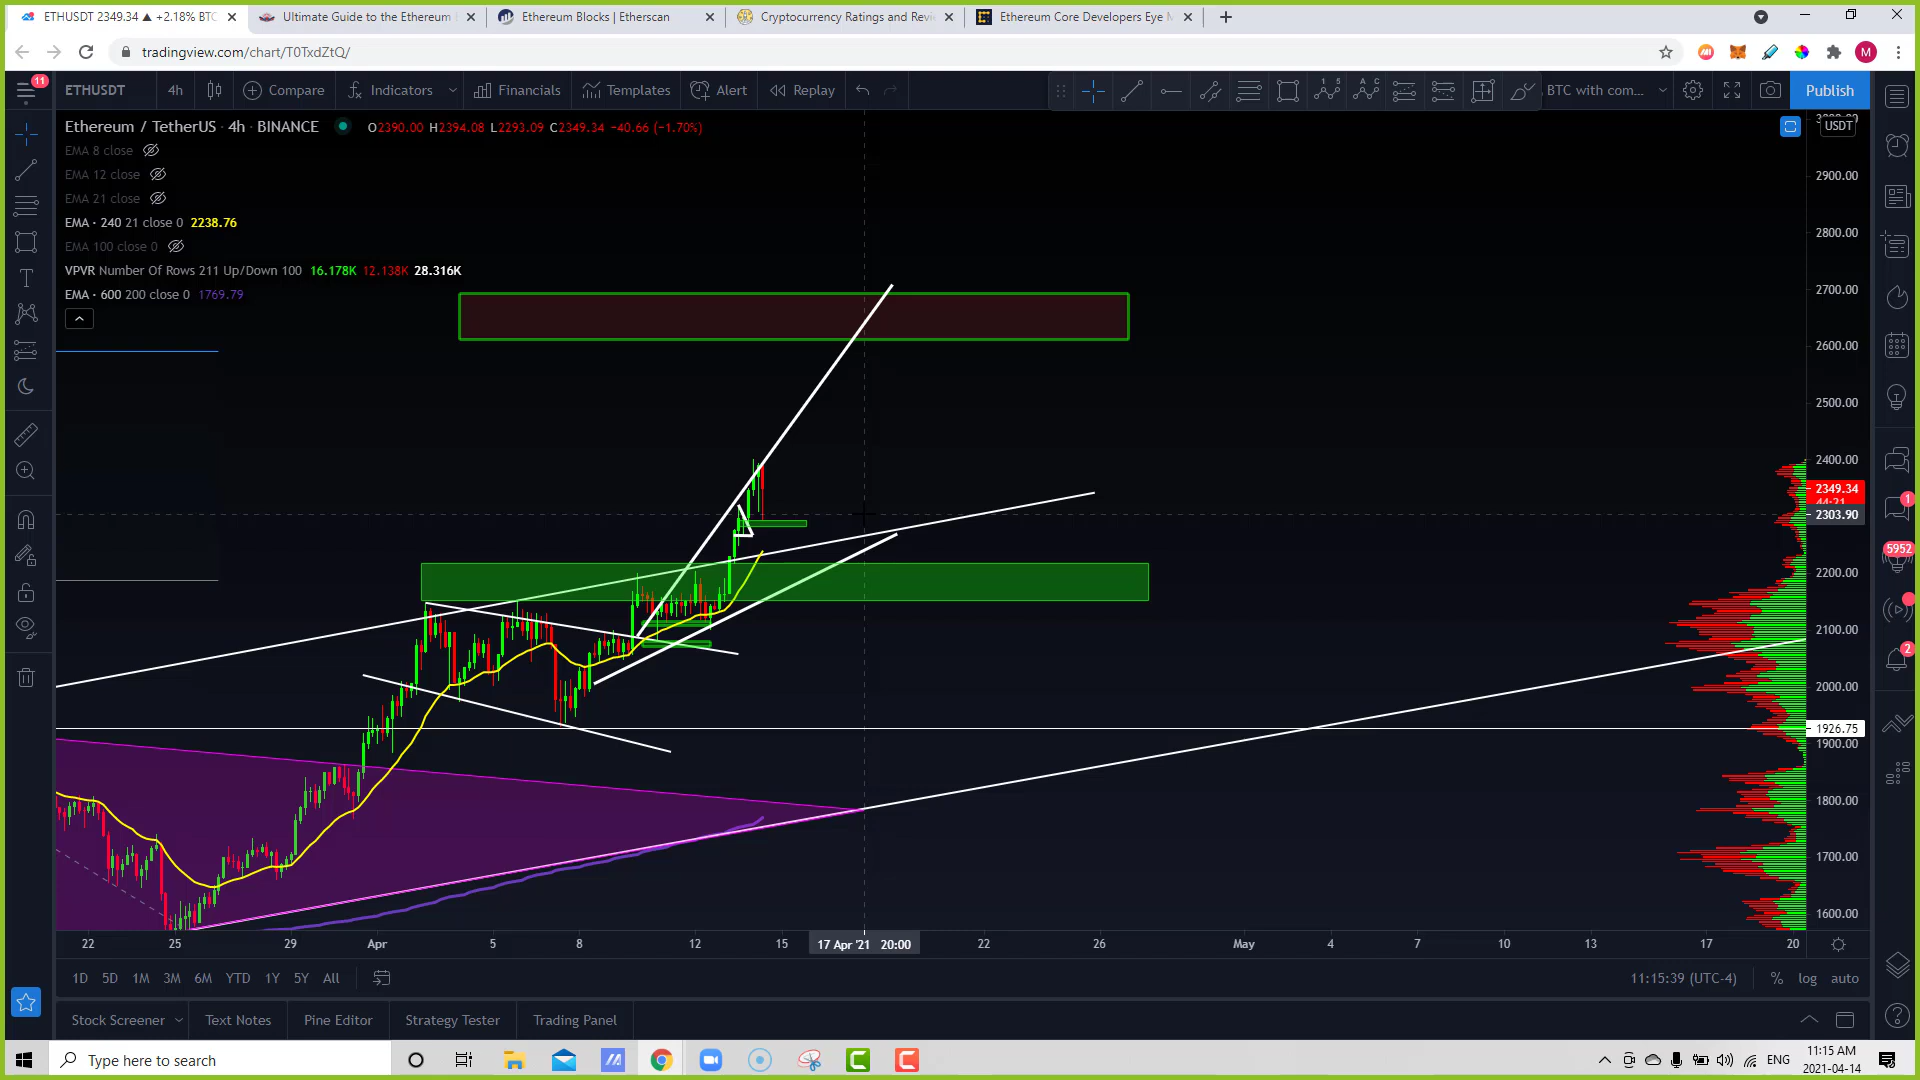 ETHUSDT 2349.34 ▲ +2.18% BTC
Ultimate Guide to the Ethereum
Ethereum Blocks | Etherscan
Cryptocurrency Ratings and Revi
Ethereum Core Developers Eye M
tradingview.com/chart/T0TxdZtQ/
M
11
ETHUSDT
4h
Compare
Indicators
Financials
Templates
Alert
Replay
BTC with com...
Publish
Ethereum / TetherUS · 4h · BINANCE
O2390.00 H2394.08 L2293.09 C2349.34 -40.66 (-1.70%)
USDT
EMA 8 close
EMA 12 close
EMA 21 close
EMA · 240 21 close 0 2238.76
EMA 100 close 0
VPVR Number Of Rows 211 Up/Down 100 16.178K 12.138K 28.316K
EMA · 600 200 close 0 1769.79
2900.00
2800.00
2700.00
2600.00
2500.00
2400.00
2349.34
44:21
2303.90
2200.00
2100.00
2000.00
1926.75
1900.00
1800.00
1700.00
1600.00
1
5952
2
22
25
29
Apr
5
8
12
15
17 Apr '21 20:00
22
26
May
4
7
10
13
17
20
1D
5D
1M
3M
6M
YTD
1Y
5Y
All
11:15:39 (UTC-4)
%
log
auto
Stock Screener
Text Notes
Pine Editor
Strategy Tester
Trading Panel
Type here to search
ENG
11:15 AM
2021-04-14